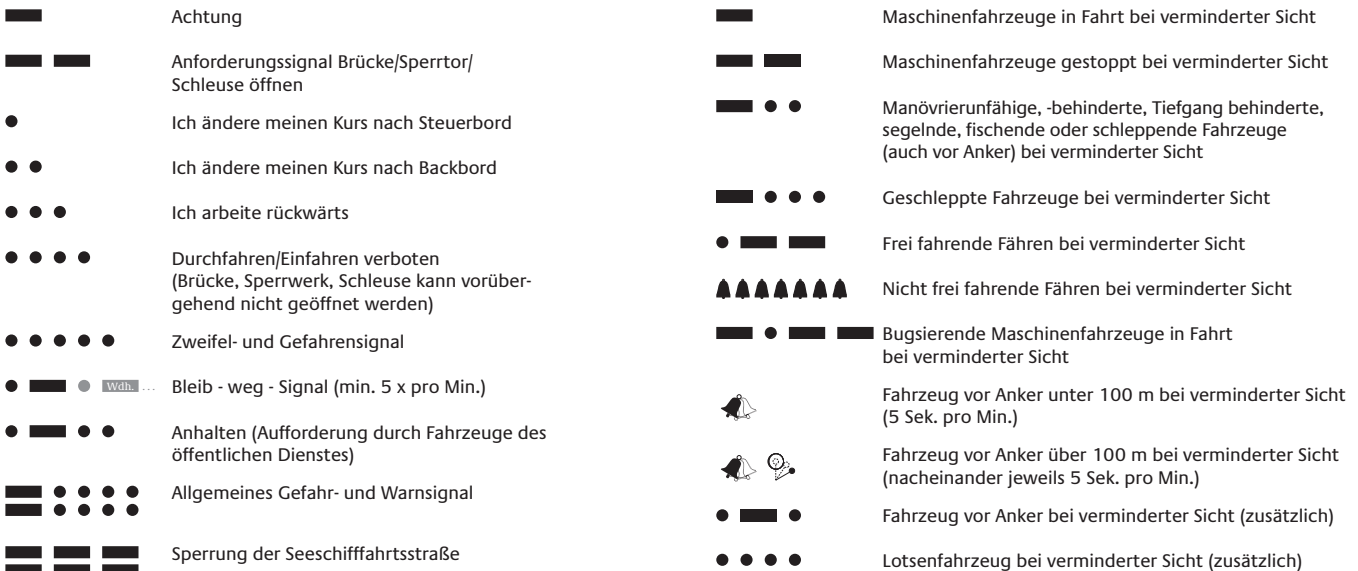 Achtung
Anforderungssignal Brücke/Sperrtor/
Schleuse öffnen
Ich ändere meinen Kurs nach Steuerbord
Ich ändere meinen Kurs nach Backbord
Ich arbeite rückwärts
Durchfahren/Einfahren verboten
(Brücke, Sperrwerk, Schleuse kann vorüber-
gehend nicht geöffnet werden)
Zweifel- und Gefahrensignal
Wdh. ... Bleib - weg - Signal (min. 5 x pro Min.)
Anhalten (Aufforderung durch Fahrzeuge des
öffentlichen Dienstes)
Allgemeines Gefahr- und Warnsignal
Sperrung der Seeschifffahrtsstraße
Maschinenfahrzeuge in Fahrt bei verminderter Sicht
Maschinenfahrzeuge gestoppt bei verminderter Sicht
Manövrierunfähige, -behinderte, Tiefgang behinderte,
segelnde, fischende oder schleppende Fahrzeuge
(auch vor Anker) bei verminderter Sicht
Geschleppte Fahrzeuge bei verminderter Sicht
Frei fahrende Fähren bei verminderter Sicht
Nicht frei fahrende Fähren bei verminderter Sicht
Bugsierende Maschinenfahrzeuge in Fahrt
bei verminderter Sicht
Fahrzeug vor Anker unter 100 m bei verminderter Sicht
(5 Sek. pro Min.)
Fahrzeug vor Anker über 100 m bei verminderter Sicht
(nacheinander jeweils 5 Sek. pro Min.)
Fahrzeug vor Anker bei verminderter Sicht (zusätzlich)
Lotsenfahrzeug bei verminderter Sicht (zusätzlich)